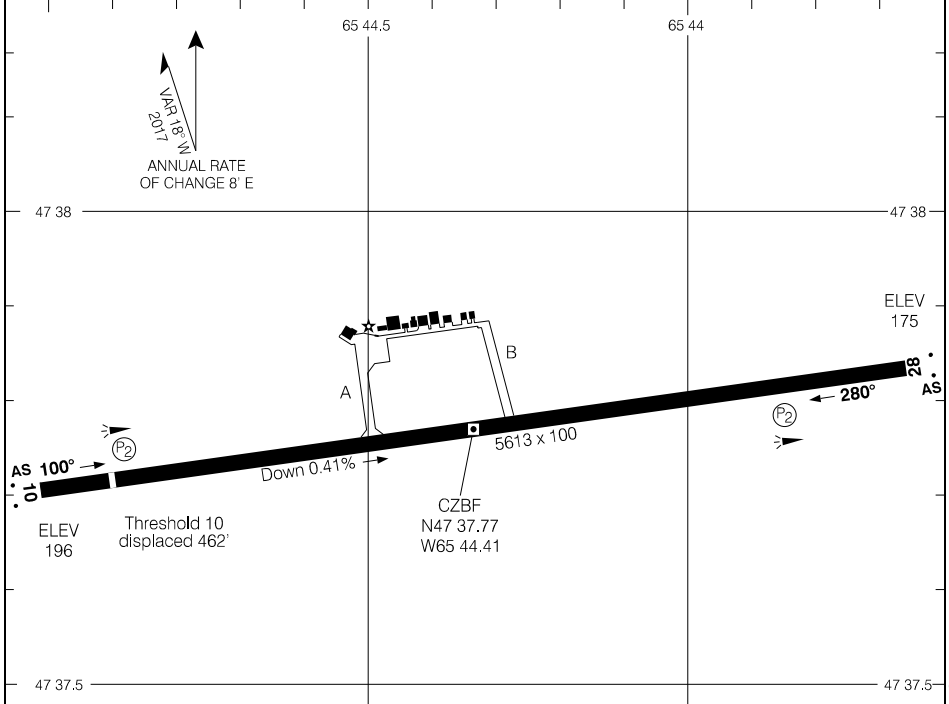 65 44.5
65 44
VAR 18° W
2017
ANNUAL RATE
OF CHANGE 8' E
47 38
47 38
ELEV
175
B
A
28
AS
280°
P2
5613 x 100
P2
Down 0.41%
AS 100°
10
CZBF
N47 37.77
W65 44.41
Threshold 10
displaced 462'
ELEV
196
47 37.5
47 37.5